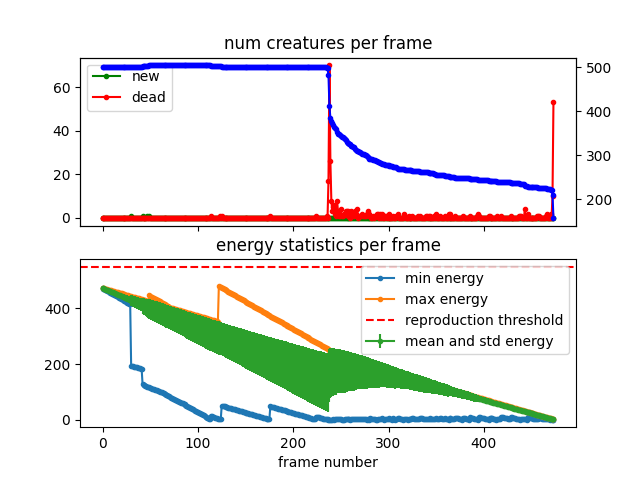 num creatures per frame
new
dead
60
40
20
0
500
400
300
200
energy statistics per frame
min energy
max energy
reproduction threshold
mean and std energy
400
200
0
0
100
200
300
400
frame number